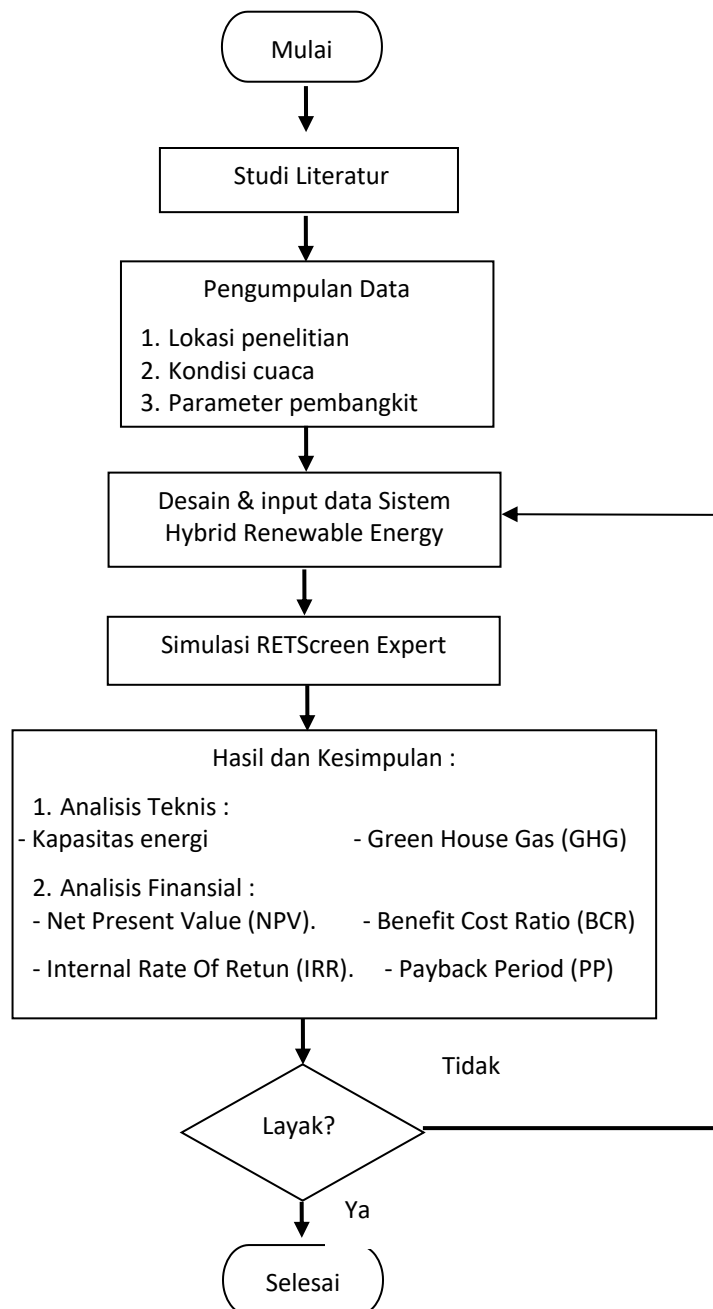 Mulai
Studi Literatur
Pengumpulan Data
1. Lokasi penelitian
2. Kondisi cuaca
3. Parameter pembangkit
Desain & input data Sistem
Hybrid Renewable Energy
Simulasi RETScreen Expert
Hasil dan Kesimpulan :
1. Analisis Teknis :
- Kapasitas energi - Green House Gas (GHG)
2. Analisis Finansial :
- Net Present Value (NPV). - Benefit Cost Ratio (BCR)
- Internal Rate Of Retun (IRR). - Payback Period (PP)
Tidak
Layak?
Ya
Selesai